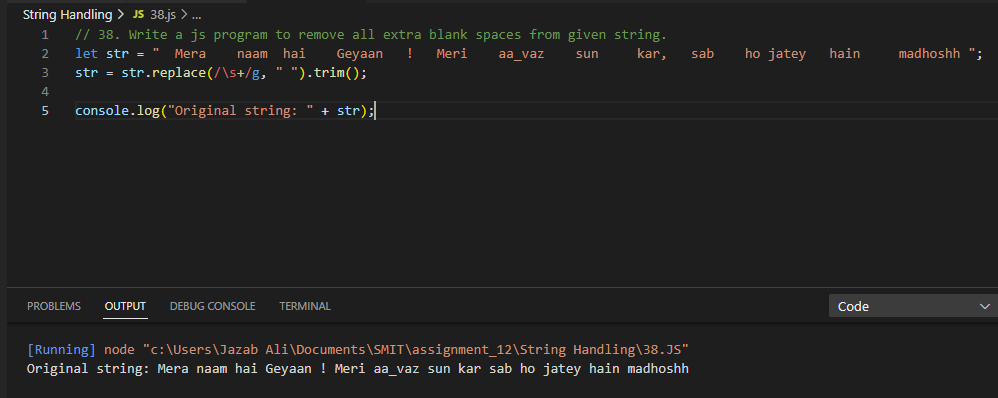 String Handling > JS 38.js > ...
1 // 38. Write a js program to remove all extra blank spaces from given string.
2 let str = "  Mera    naam  hai    Geyaan   !   Meri    aa_vaz    sun     kar,   sab    ho jatey   hain     madhoshh ";
3 str = str.replace(/\s+/g, " ").trim();
4
5 console.log("Original string: " + str);
PROBLEMS OUTPUT DEBUG CONSOLE TERMINAL Code
[Running] node "c:\Users\Jazab Ali\Documents\SMIT\assignment_12\String Handling\38.JS"
Original string: Mera naam hai Geyaan ! Meri aa_vaz sun kar sab ho jatey hain madhoshh